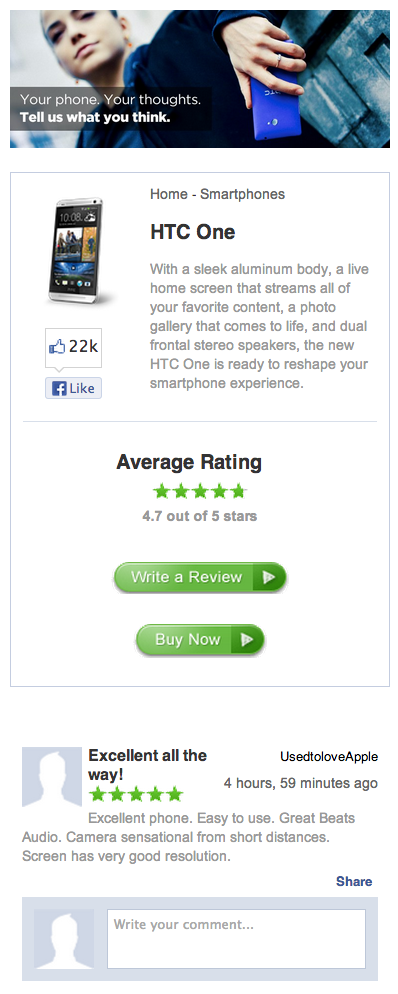 Your phone. Your thoughts.
Tell us what you think.
hTC
Home - Smartphones
HTC One
With a sleek aluminum body, a live
home screen that streams all of
your favorite content, a photo
gallery that comes to life, and dual
frontal stereo speakers, the new
HTC One is ready to reshape your
smartphone experience.
10:08
22k
Like
Average Rating
4.7 out of 5 stars
Write a Review
Buy Now
Excellent all the
way!
UsedtoloveApple
4 hours, 59 minutes ago
Excellent phone. Easy to use. Great Beats
Audio. Camera sensational from short distances.
Screen has very good resolution.
Share
Write your comment...